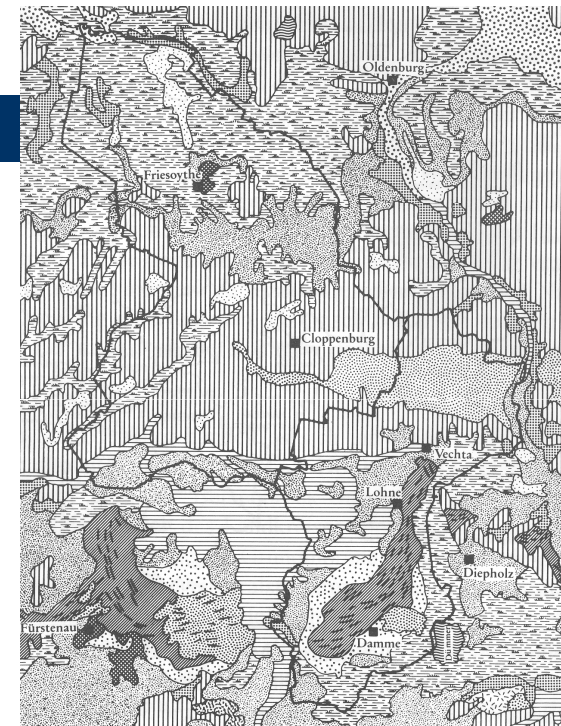 Oldenburg
Friesoythe
Cloppenburg
Vechta
Lohne
Diepholz
Fürstenau
Damme